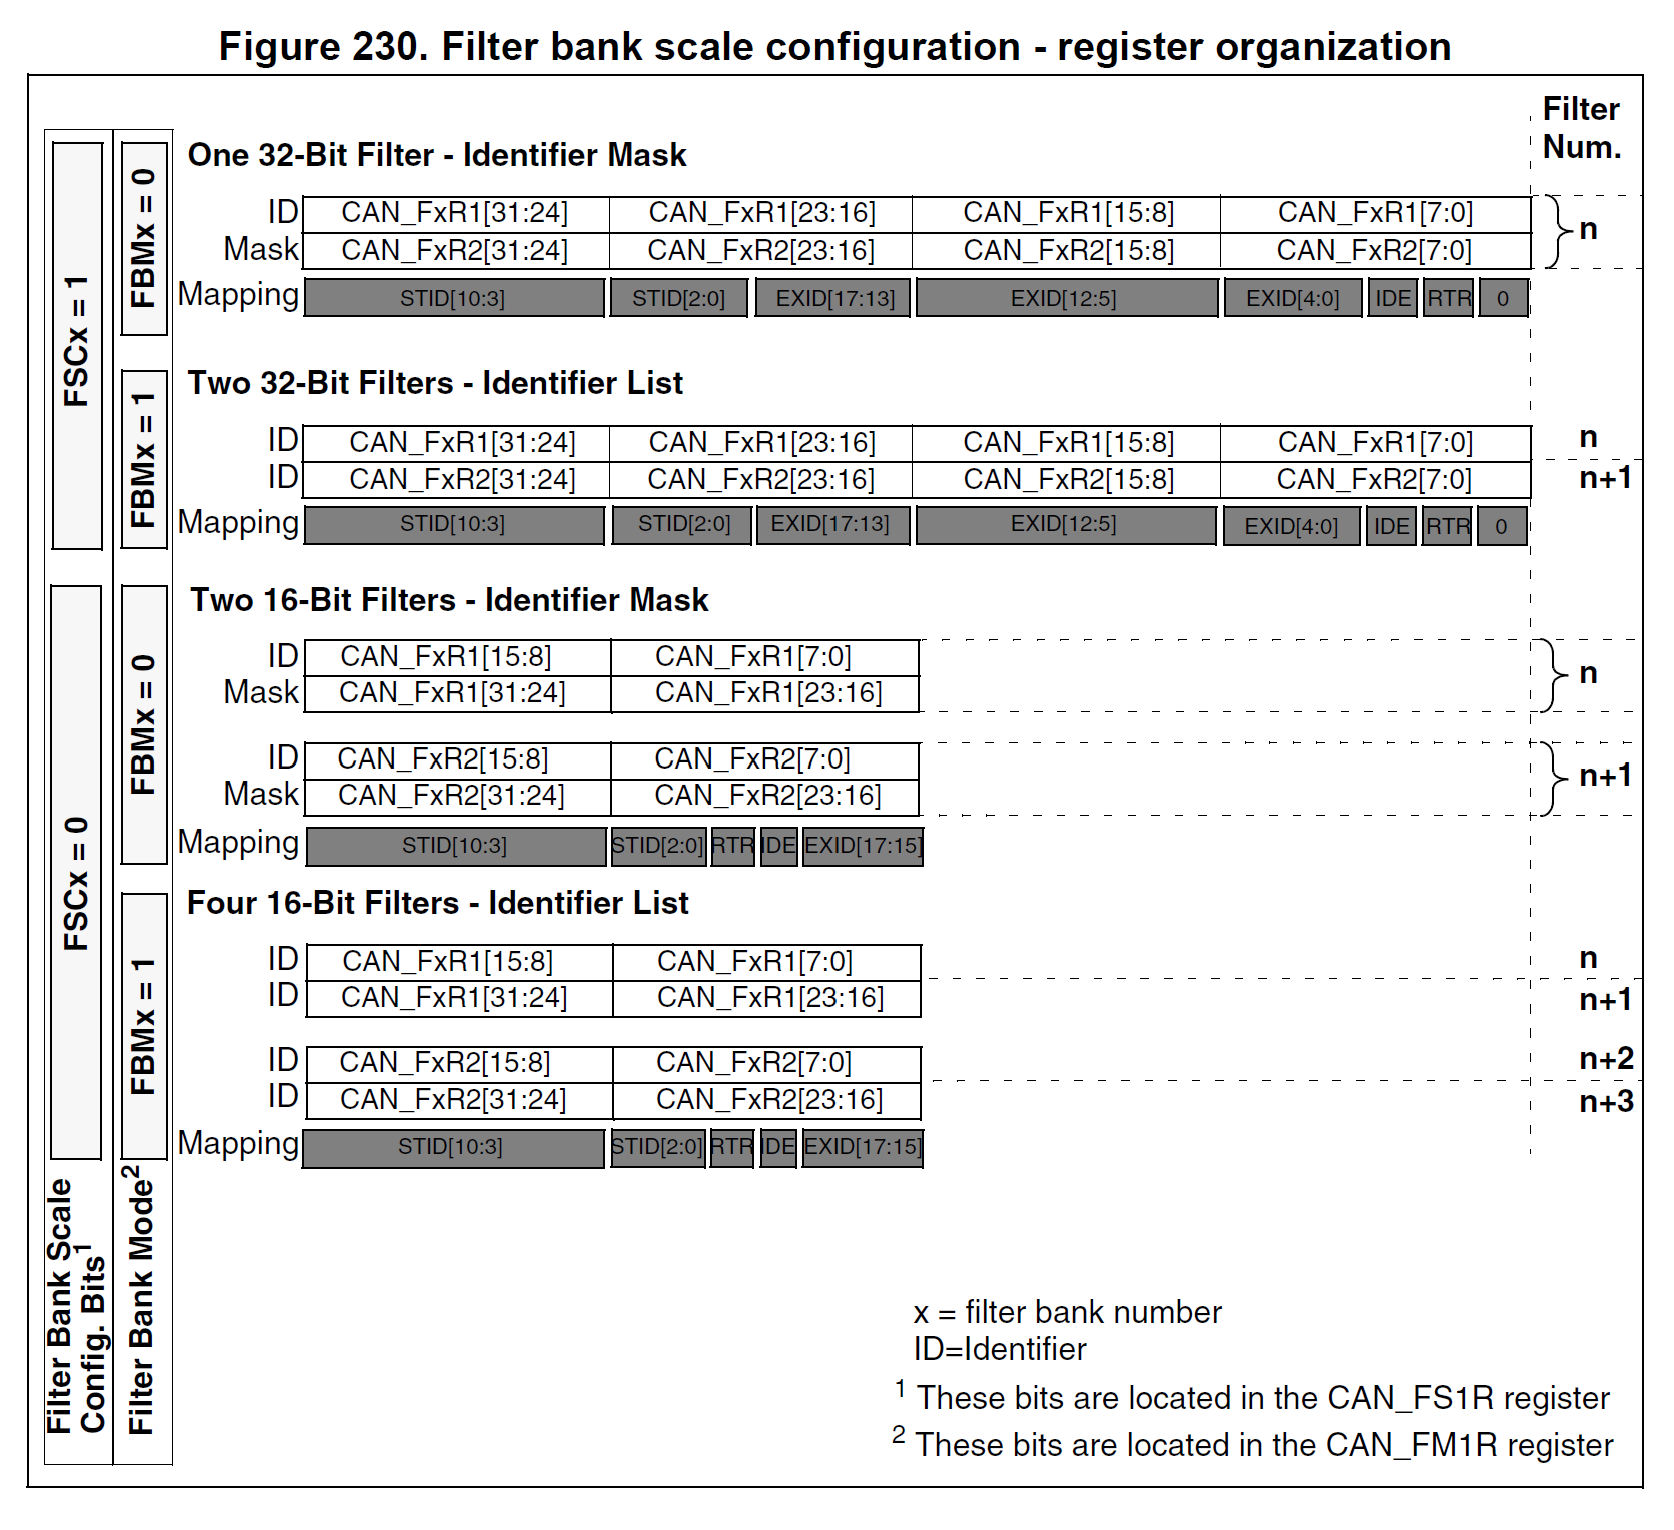 Figure 230. Filter bank scale configuration - register organization
Filter
Num.
FSCx = 1
FBMx = 0
One 32-Bit Filter - Identifier Mask
ID CAN_FxR1[31:24] CAN_FxR1[23:16] CAN_FxR1[15:8] CAN_FxR1[7:0]
Mask CAN_FxR2[31:24] CAN_FxR2[23:16] CAN_FxR2[15:8] CAN_FxR2[7:0]
n
Mapping STID[10:3] STID[2:0] EXID[17:13] EXID[12:5] EXID[4:0] IDE RTR 0
FBMx = 1
Two 32-Bit Filters - Identifier List
ID CAN_FxR1[31:24] CAN_FxR1[23:16] CAN_FxR1[15:8] CAN_FxR1[7:0] n
ID CAN_FxR2[31:24] CAN_FxR2[23:16] CAN_FxR2[15:8] CAN_FxR2[7:0] n+1
Mapping STID[10:3] STID[2:0] EXID[17:13] EXID[12:5] EXID[4:0] IDE RTR 0
FSCx = 0
FBMx = 0
Two 16-Bit Filters - Identifier Mask
ID CAN_FxR1[15:8] CAN_FxR1[7:0]
Mask CAN_FxR1[31:24] CAN_FxR1[23:16]
n
ID CAN_FxR2[15:8] CAN_FxR2[7:0]
Mask CAN_FxR2[31:24] CAN_FxR2[23:16]
n+1
Mapping STID[10:3] STID[2:0] RTR IDE EXID[17:15]
FBMx = 1
Four 16-Bit Filters - Identifier List
ID CAN_FxR1[15:8] CAN_FxR1[7:0] n
ID CAN_FxR1[31:24] CAN_FxR1[23:16] n+1
ID CAN_FxR2[15:8] CAN_FxR2[7:0] n+2
ID CAN_FxR2[31:24] CAN_FxR2[23:16] n+3
Mapping STID[10:3] STID[2:0] RTR IDE EXID[17:15]
Filter Bank Scale
Config. Bits1
Filter Bank Mode2
x = filter bank number
ID=Identifier
1 These bits are located in the CAN_FS1R register
2 These bits are located in the CAN_FM1R register